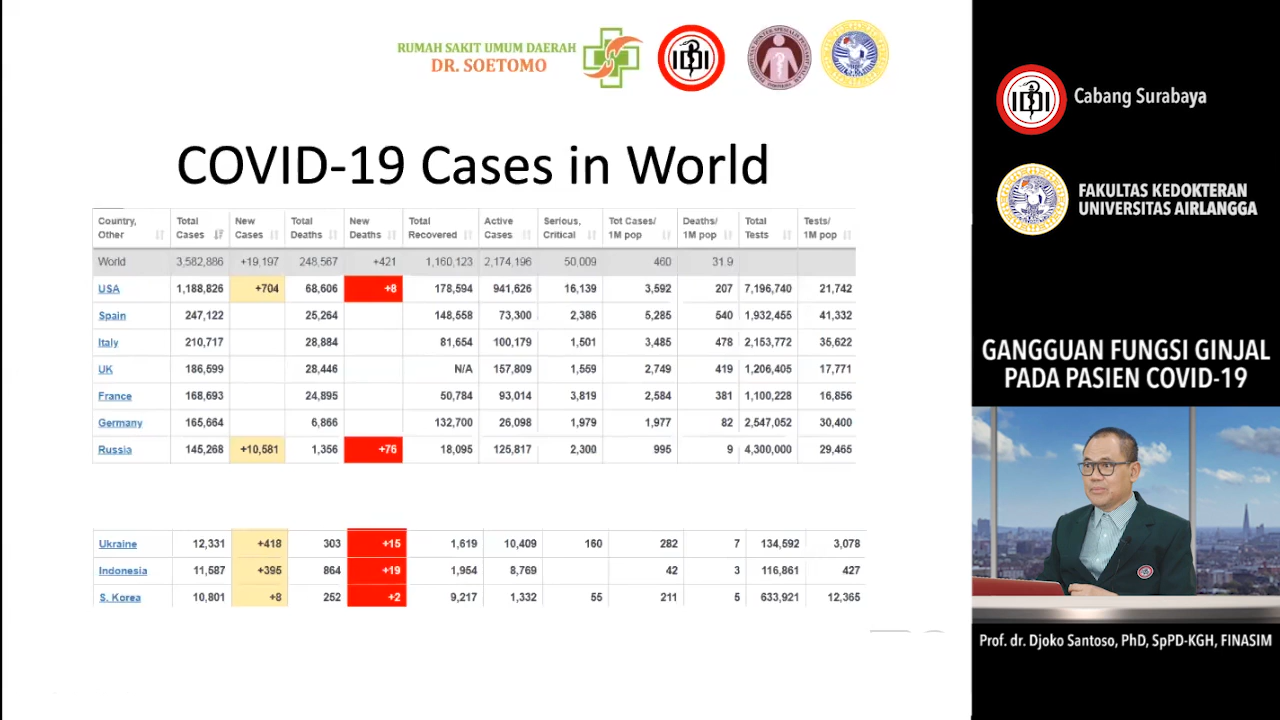 RUMAH SAKIT UMUM DAERAH
DR. SOETOMO
IDI
COVID-19 Cases in World
Country, Other Total Cases New Cases Total Deaths New Deaths Total Recovered Active Cases Serious, Critical Tot Cases/ 1M pop Deaths/ 1M pop Total Tests Tests/ 1M pop
World 3,582,886 +19,197 248,567 +421 1,160,123 2,174,196 50,009 460 31.9
USA 1,188,826 +704 68,606 +8 178,594 941,626 16,139 3,592 207 7,196,740 21,742
Spain 247,122 25,264 148,558 73,300 2,386 5,285 540 1,932,455 41,332
Italy 210,717 28,884 81,654 100,179 1,501 3,485 478 2,153,772 35,622
UK 186,599 28,446 N/A 157,809 1,559 2,749 419 1,206,405 17,771
France 168,693 24,895 50,784 93,014 3,819 2,584 381 1,100,228 16,856
Germany 165,664 6,866 132,700 26,098 1,979 1,977 82 2,547,052 30,400
Russia 145,268 +10,581 1,356 +76 18,095 125,817 2,300 995 9 4,300,000 29,465
Ukraine 12,331 +418 303 +15 1,619 10,409 160 282 7 134,592 3,078
Indonesia 11,587 +395 864 +19 1,954 8,769 42 3 116,861 427
S. Korea 10,801 +8 252 +2 9,217 1,332 55 211 5 633,921 12,365
IDI
Cabang Surabaya
FAKULTAS KEDOKTERAN
UNIVERSITAS AIRLANGGA
GANGGUAN FUNGSI GINJAL
PADA PASIEN COVID-19
Prof. dr. Djoko Santoso, PhD, SpPD-KGH, FINASIM